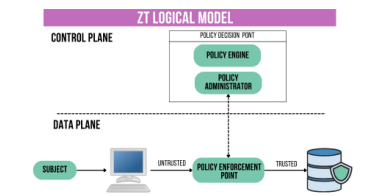 ZT LOGICAL MODEL
CONTROL PLANE
POLICY DECISION PONT
POLICY ENGINE
POLICY
ADMINISTRATOR
DATA PLANE
SUBJECT
UNTRUSTED
POLICY ENFORCEMENT
POINT
TRUSTED